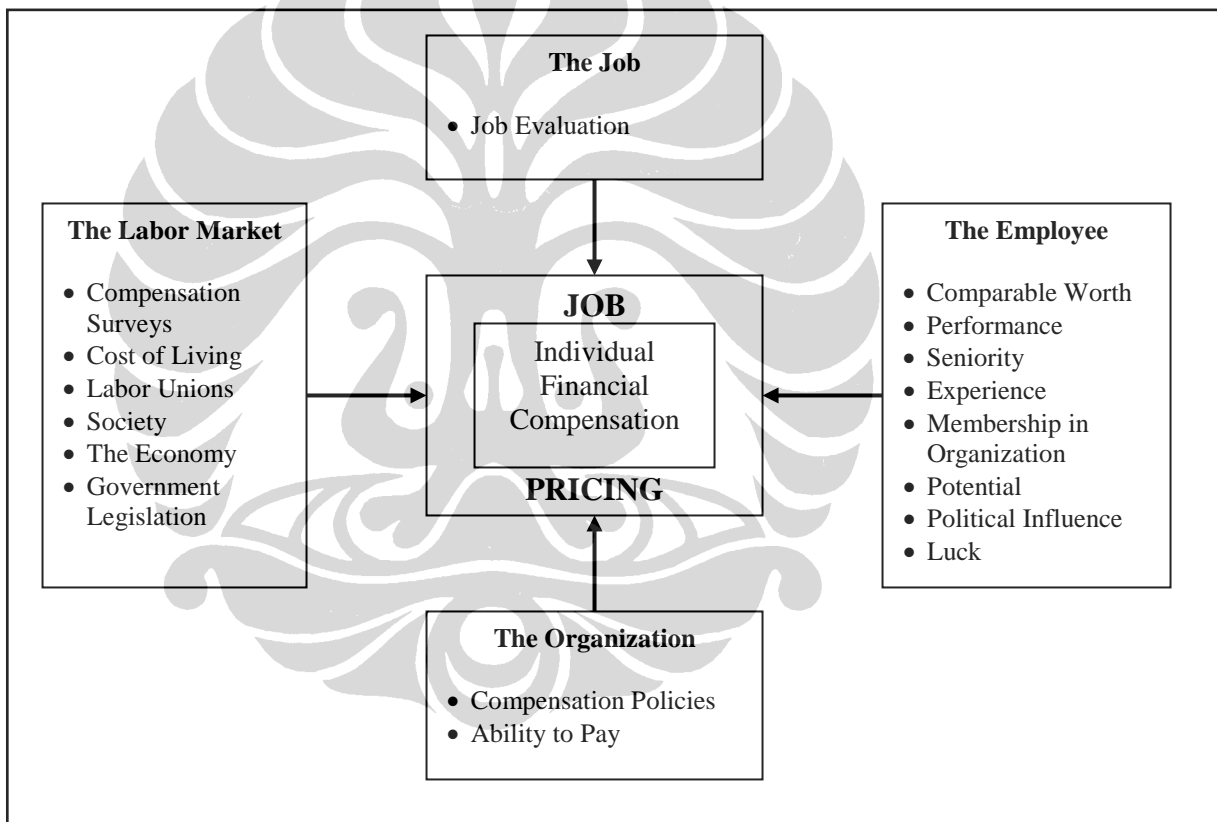 The Job
• Job Evaluation
The Labor Market
• Compensation
Surveys
• Cost of Living
• Labor Unions
• Society
• The Economy
• Government
Legislation
JOB
Individual
Financial
Compensation
PRICING
The Employee
• Comparable Worth
• Performance
• Seniority
• Experience
• Membership in
Organization
• Potential
• Political Influence
• Luck
The Organization
• Compensation Policies
• Ability to Pay